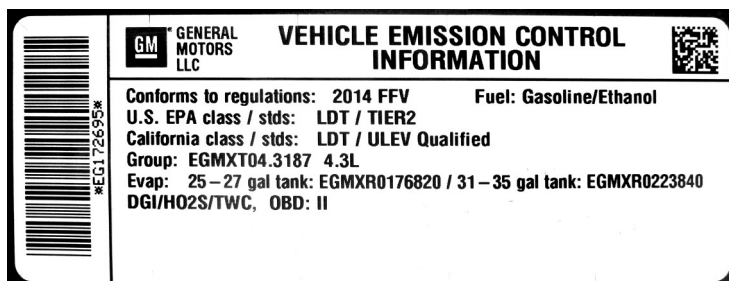 *EG172695*
GM GENERAL
MOTORS
LLC
VEHICLE EMISSION CONTROL
INFORMATION
Conforms to regulations: 2014 FFV Fuel: Gasoline/Ethanol
U.S. EPA class / stds: LDT / TIER2
California class / stds: LDT / ULEV Qualified
Group: EGMXT04.3187 4.3L
Evap: 25–27 gal tank: EGMXR0176820 / 31–35 gal tank: EGMXR0223840
DGI/HO2S/TWC, OBD: II